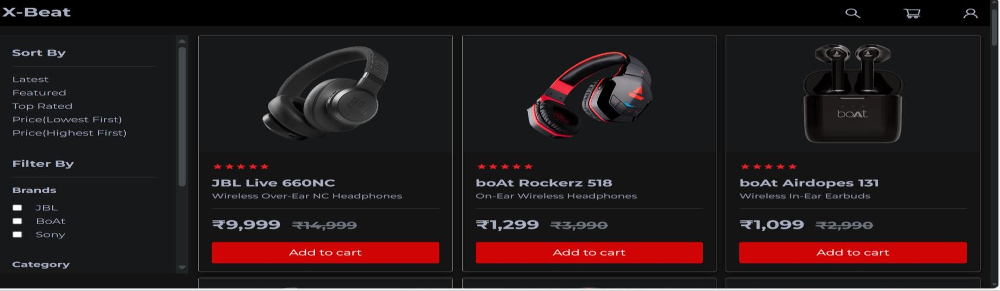 X-Beat
Sort By
Latest
Featured
Top Rated
Price(Lowest First)
Price(Highest First)
Filter By
Brands
JBL
BoAt
Sony
Category
JBL
JBL Live 660NC
Wireless Over-Ear NC Headphones
₹9,999 ₹14,999
Add to cart
boAt Rockerz 518
On-Ear Wireless Headphones
₹1,299 ₹3,990
Add to cart
boAt
boAt Airdopes 131
Wireless In-Ear Earbuds
₹1,099 ₹2,990
Add to cart